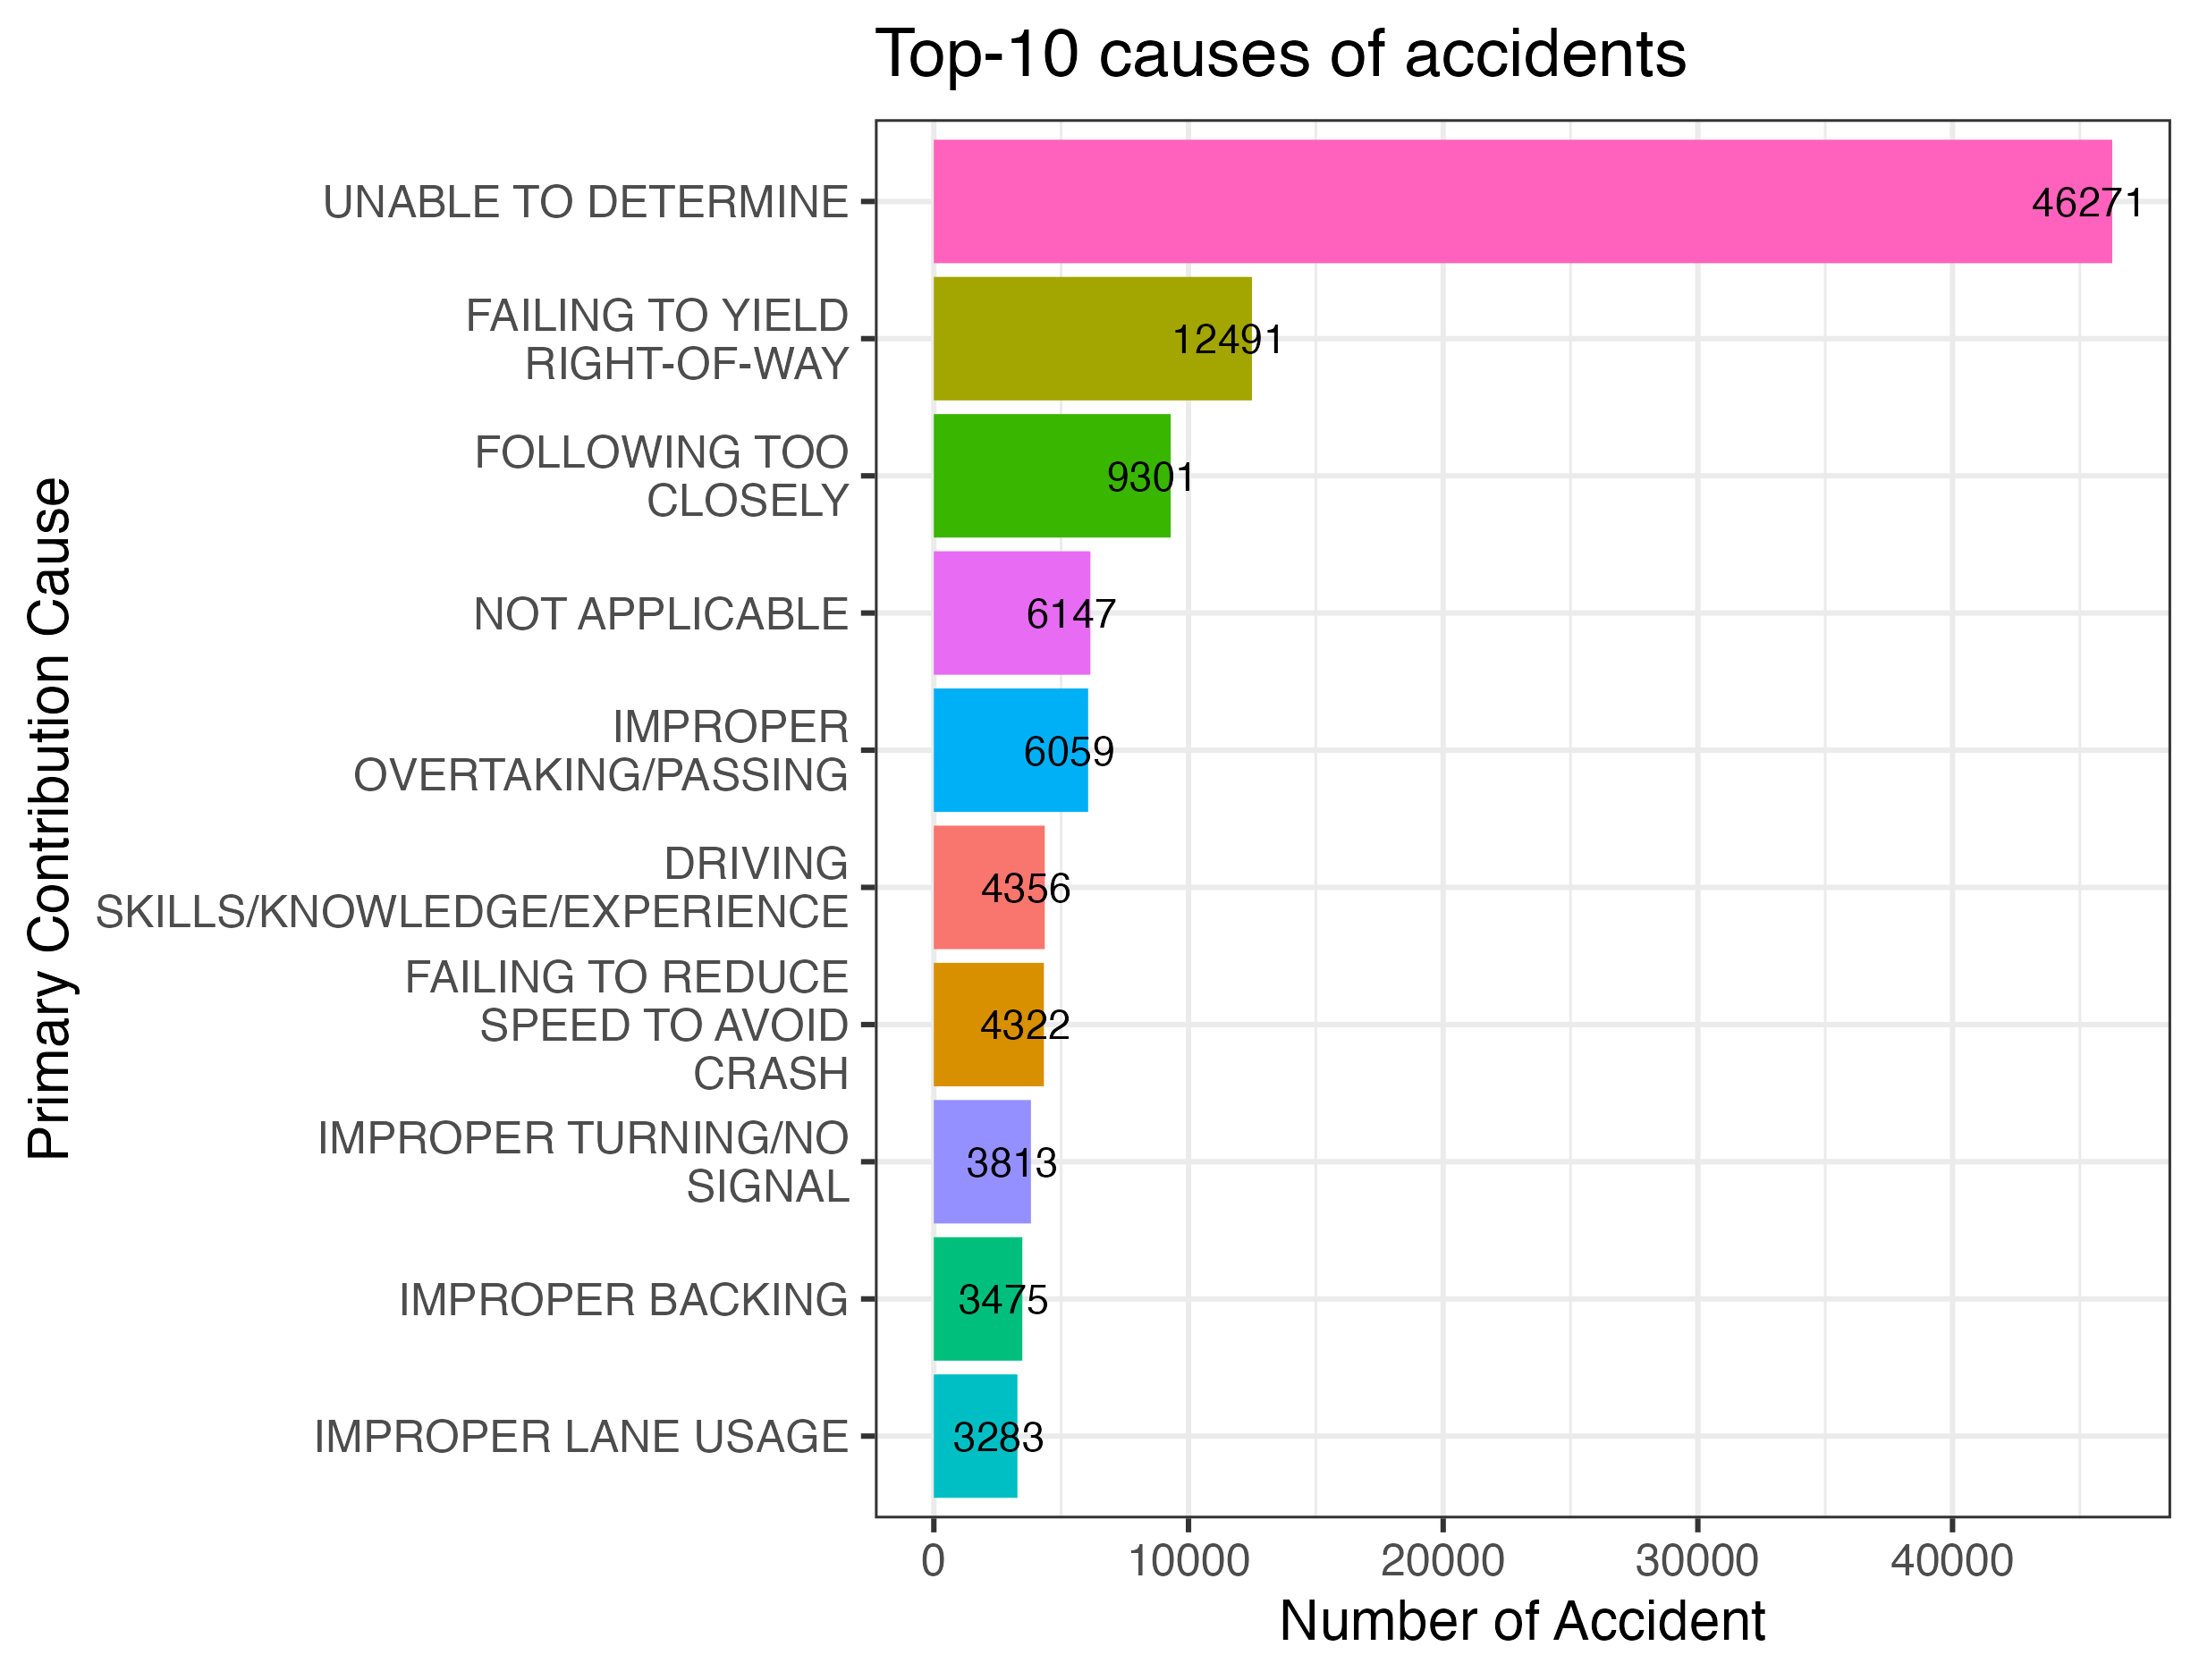 Top-10 causes of accidents
Primary Contribution Cause
UNABLE TO DETERMINE
46271
FAILING TO YIELD
RIGHT-OF-WAY
12491
FOLLOWING TOO
CLOSELY
9301
NOT APPLICABLE
6147
IMPROPER
OVERTAKING/PASSING
6059
DRIVING
SKILLS/KNOWLEDGE/EXPERIENCE
4356
FAILING TO REDUCE
SPEED TO AVOID
CRASH
4322
IMPROPER TURNING/NO
SIGNAL
3813
IMPROPER BACKING
3475
IMPROPER LANE USAGE
3283
0 10000 20000 30000 40000
Number of Accident